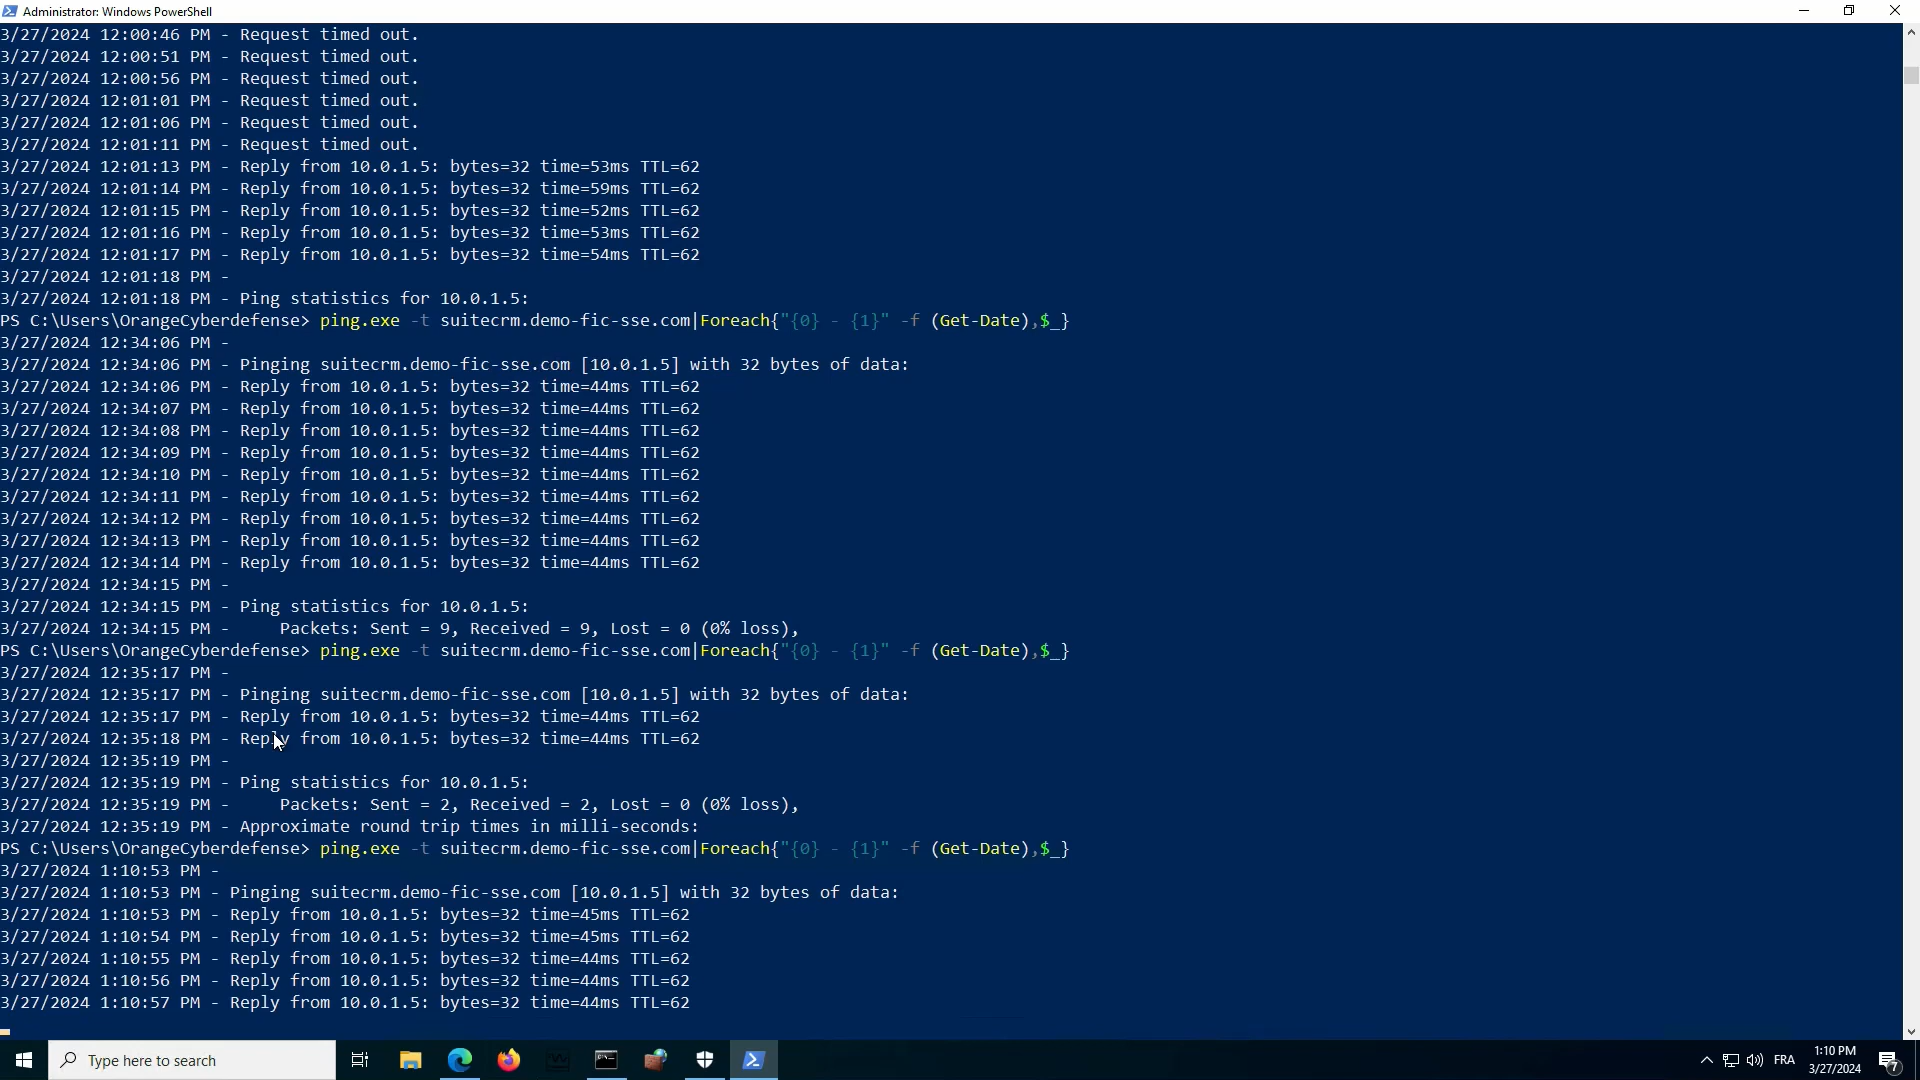 Administrator: Windows PowerShell
3/27/2024 12:00:46 PM - Request timed out.
3/27/2024 12:00:51 PM - Request timed out.
3/27/2024 12:00:56 PM - Request timed out.
3/27/2024 12:01:01 PM - Request timed out.
3/27/2024 12:01:06 PM - Request timed out.
3/27/2024 12:01:11 PM - Request timed out.
3/27/2024 12:01:13 PM - Reply from 10.0.1.5: bytes=32 time=53ms TTL=62
3/27/2024 12:01:14 PM - Reply from 10.0.1.5: bytes=32 time=59ms TTL=62
3/27/2024 12:01:15 PM - Reply from 10.0.1.5: bytes=32 time=52ms TTL=62
3/27/2024 12:01:16 PM - Reply from 10.0.1.5: bytes=32 time=53ms TTL=62
3/27/2024 12:01:17 PM - Reply from 10.0.1.5: bytes=32 time=54ms TTL=62
3/27/2024 12:01:18 PM -
3/27/2024 12:01:18 PM - Ping statistics for 10.0.1.5:
PS C:\Users\OrangeCyberdefense> ping.exe -t suitecrm.demo-fic-sse.com|Foreach{"{0} - {1}" -f (Get-Date),$_}
3/27/2024 12:34:06 PM -
3/27/2024 12:34:06 PM - Pinging suitecrm.demo-fic-sse.com [10.0.1.5] with 32 bytes of data:
3/27/2024 12:34:06 PM - Reply from 10.0.1.5: bytes=32 time=44ms TTL=62
3/27/2024 12:34:07 PM - Reply from 10.0.1.5: bytes=32 time=44ms TTL=62
3/27/2024 12:34:08 PM - Reply from 10.0.1.5: bytes=32 time=44ms TTL=62
3/27/2024 12:34:09 PM - Reply from 10.0.1.5: bytes=32 time=44ms TTL=62
3/27/2024 12:34:10 PM - Reply from 10.0.1.5: bytes=32 time=44ms TTL=62
3/27/2024 12:34:11 PM - Reply from 10.0.1.5: bytes=32 time=44ms TTL=62
3/27/2024 12:34:12 PM - Reply from 10.0.1.5: bytes=32 time=44ms TTL=62
3/27/2024 12:34:13 PM - Reply from 10.0.1.5: bytes=32 time=44ms TTL=62
3/27/2024 12:34:14 PM - Reply from 10.0.1.5: bytes=32 time=44ms TTL=62
3/27/2024 12:34:15 PM -
3/27/2024 12:34:15 PM - Ping statistics for 10.0.1.5:
3/27/2024 12:34:15 PM -     Packets: Sent = 9, Received = 9, Lost = 0 (0% loss),
PS C:\Users\OrangeCyberdefense> ping.exe -t suitecrm.demo-fic-sse.com|Foreach{"{0} - {1}" -f (Get-Date),$_}
3/27/2024 12:35:17 PM -
3/27/2024 12:35:17 PM - Pinging suitecrm.demo-fic-sse.com [10.0.1.5] with 32 bytes of data:
3/27/2024 12:35:17 PM - Reply from 10.0.1.5: bytes=32 time=44ms TTL=62
3/27/2024 12:35:18 PM - Reply from 10.0.1.5: bytes=32 time=44ms TTL=62
3/27/2024 12:35:19 PM -
3/27/2024 12:35:19 PM - Ping statistics for 10.0.1.5:
3/27/2024 12:35:19 PM -     Packets: Sent = 2, Received = 2, Lost = 0 (0% loss),
3/27/2024 12:35:19 PM - Approximate round trip times in milli-seconds:
PS C:\Users\OrangeCyberdefense> ping.exe -t suitecrm.demo-fic-sse.com|Foreach{"{0} - {1}" -f (Get-Date),$_}
3/27/2024 1:10:53 PM -
3/27/2024 1:10:53 PM - Pinging suitecrm.demo-fic-sse.com [10.0.1.5] with 32 bytes of data:
3/27/2024 1:10:53 PM - Reply from 10.0.1.5: bytes=32 time=45ms TTL=62
3/27/2024 1:10:54 PM - Reply from 10.0.1.5: bytes=32 time=45ms TTL=62
3/27/2024 1:10:55 PM - Reply from 10.0.1.5: bytes=32 time=44ms TTL=62
3/27/2024 1:10:56 PM - Reply from 10.0.1.5: bytes=32 time=44ms TTL=62
3/27/2024 1:10:57 PM - Reply from 10.0.1.5: bytes=32 time=44ms TTL=62
Type here to search
FRA
1:10 PM
3/27/2024
7